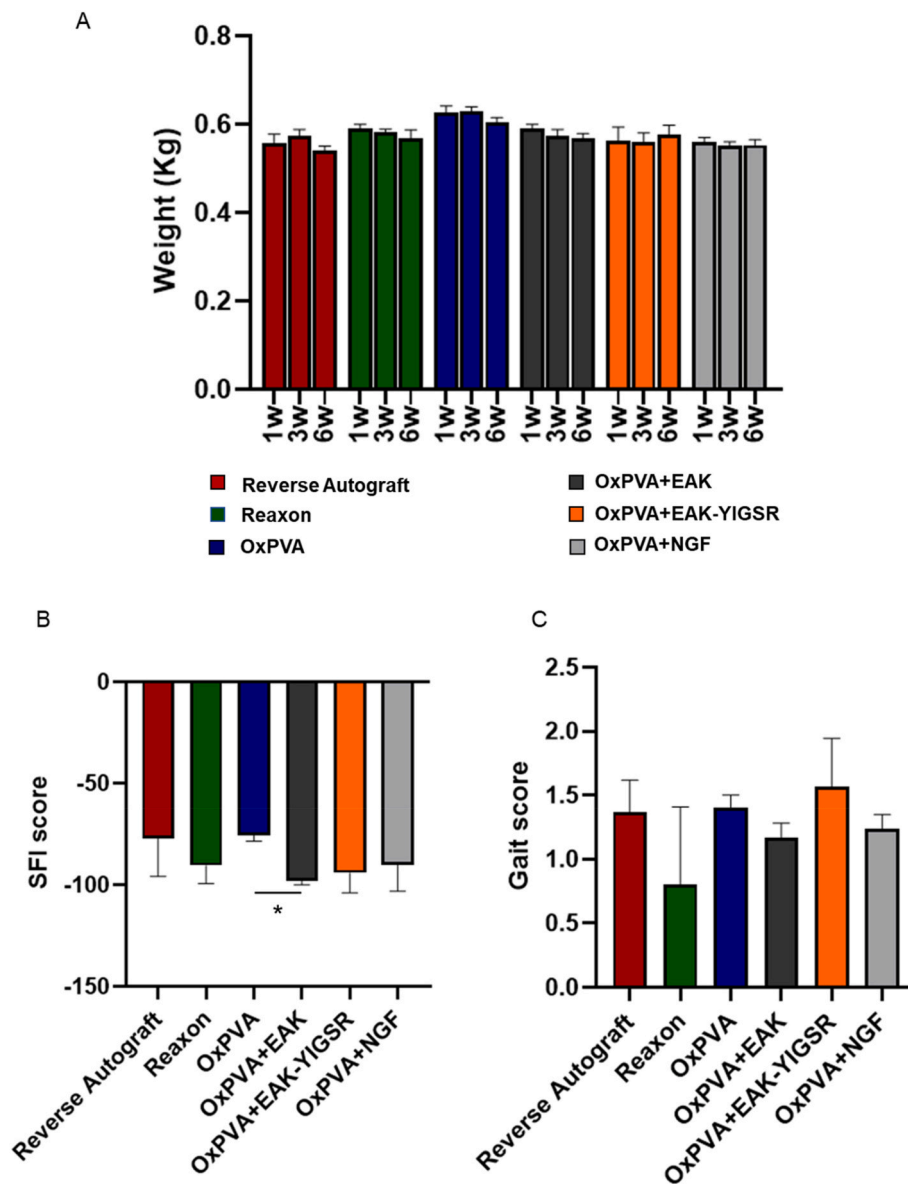 A
Weight (Kg)
0.8
0.6
0.4
0.2
0.0
1w 3w 6w 1w 3w 6w 1w 3w 6w 1w 3w 6w 1w 3w 6w 1w 3w 6w
Reverse Autograft
Reaxon
OxPVA
OxPVA+EAK
OxPVA+EAK-YIGSR
OxPVA+NGF
B
SFI score
0
-50
-100
-150
*
Reverse Autograft
Reaxon
OxPVA
OxPVA+EAK
OxPVA+EAK-YIGSR
OxPVA+NGF
C
Gait score
2.5
2.0
1.5
1.0
0.5
0.0
Reverse Autograft
Reaxon
OxPVA
OxPVA+EAK
OxPVA+EAK-YIGSR
OxPVA+NGF